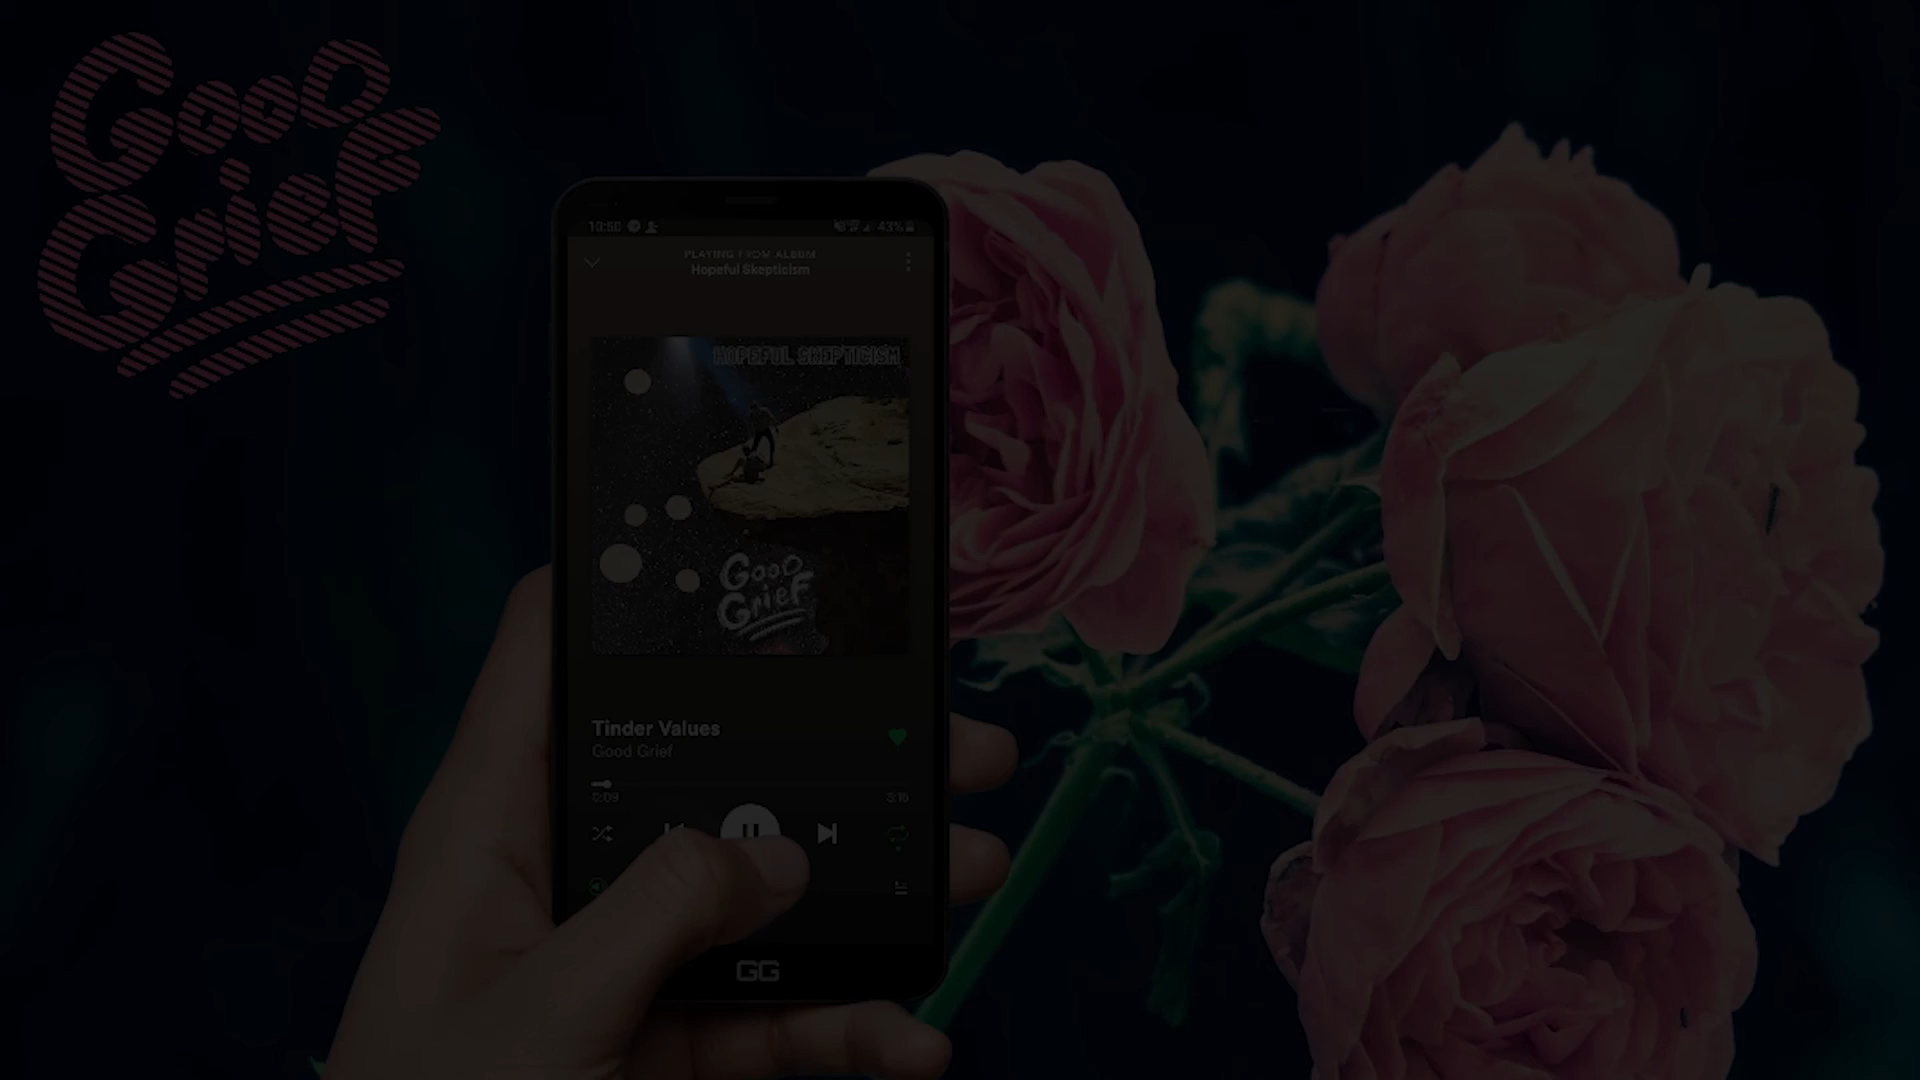 Good
Grief
10:50
43%
PLAYING FROM ALBUM
Hopeful Skepticism
HOPEFUL SKEPTICISM
Good
Grief
Tinder Values
Good Grief
0:09
3:16
GG